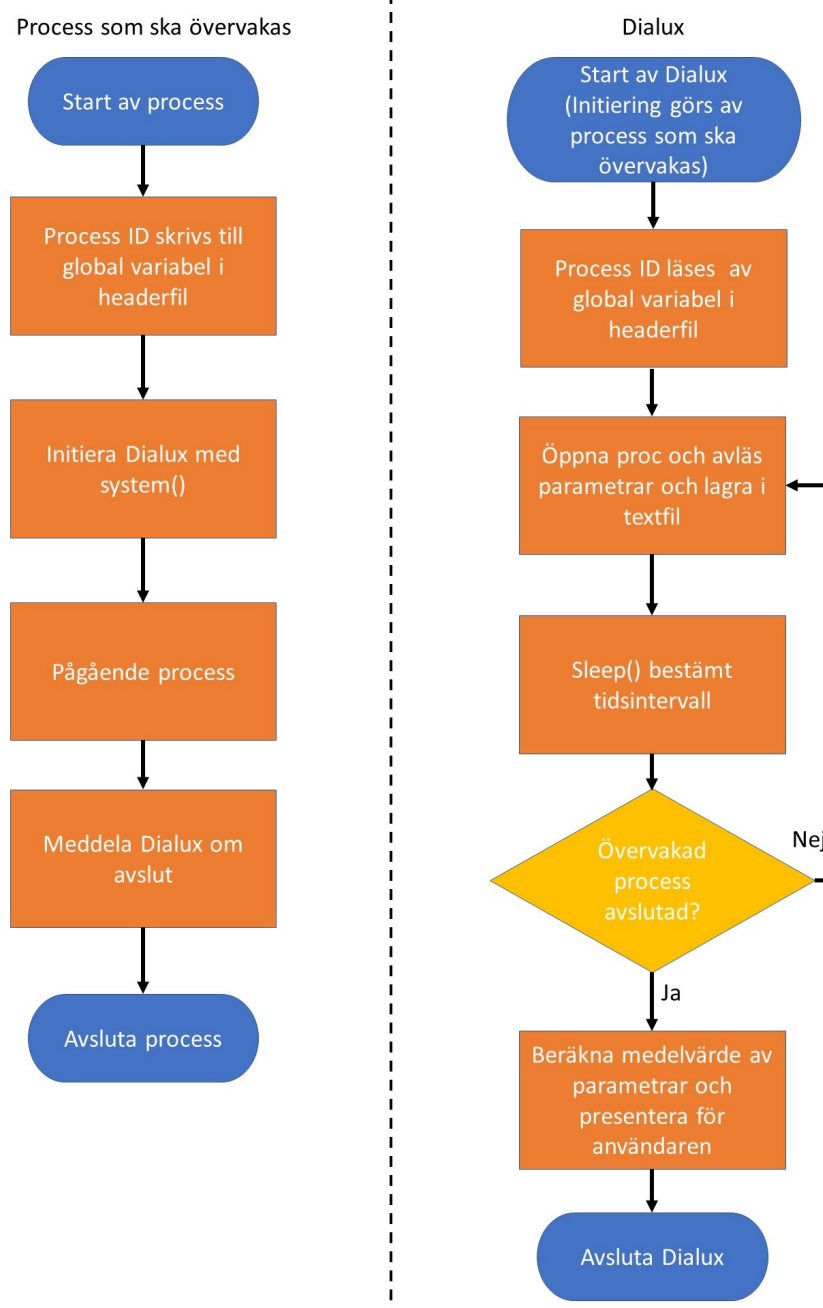 Process som ska övervakas
Start av process
Process ID skrivs till
global variabel i
headerfil
Initiera Dialux med
system()
Pågående process
Meddela Dialux om
avslut
Avsluta process
Dialux
Start av Dialux
(Initiering görs av
process som ska
övervakas)
Process ID läses av
global variabel i
headerfil
Öppna proc och avläs
parametrar och lagra i
textfil
Sleep() bestämt
tidsintervall
Övervakad
process
avslutad?
Nej
Ja
Beräkna medelvärde av
parametrar och
presentera för
användaren
Avsluta Dialux